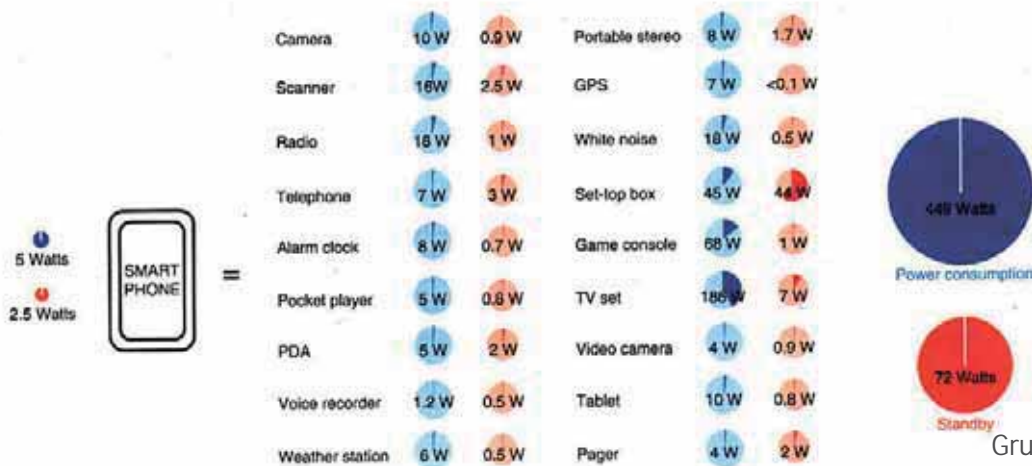 Camera 10 W 0.9 W
Scanner 16W 2.5 W
Radio 18 W 1 W
Telephone 7 W 3 W
Alarm clock 8 W 0.7 W
Pocket player 5 W 0.8 W
PDA 5 W 2 W
Voice recorder 1.2 W 0.5 W
Weather station 6 W 0.5 W
Portable stereo 8 W 1.7 W
GPS 7 W <0.1 W
White noise 18 W 0.5 W
Set-top box 45 W 44 W
Game console 68 W 1 W
TV set 186 W 7 W
Video camera 4 W 0.9 W
Tablet 10 W 0.8 W
Pager 4 W 2 W
5 Watts
2.5 Watts
SMART
PHONE
=
449 Watts
Power consumption
72 Watts
Standby
Gru